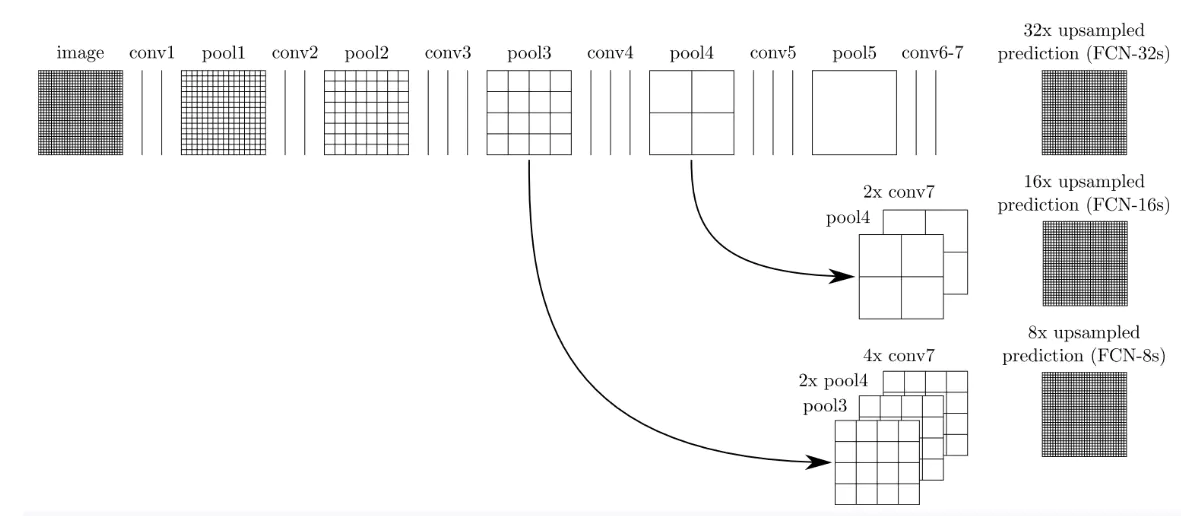 image
conv1
pool1
conv2
pool2
conv3
pool3
conv4
pool4
conv5
pool5
conv6-7
32x upsampled
prediction (FCN-32s)
16x upsampled
prediction (FCN-16s)
2x conv7
pool4
8x upsampled
prediction (FCN-8s)
4x conv7
2x pool4
pool3